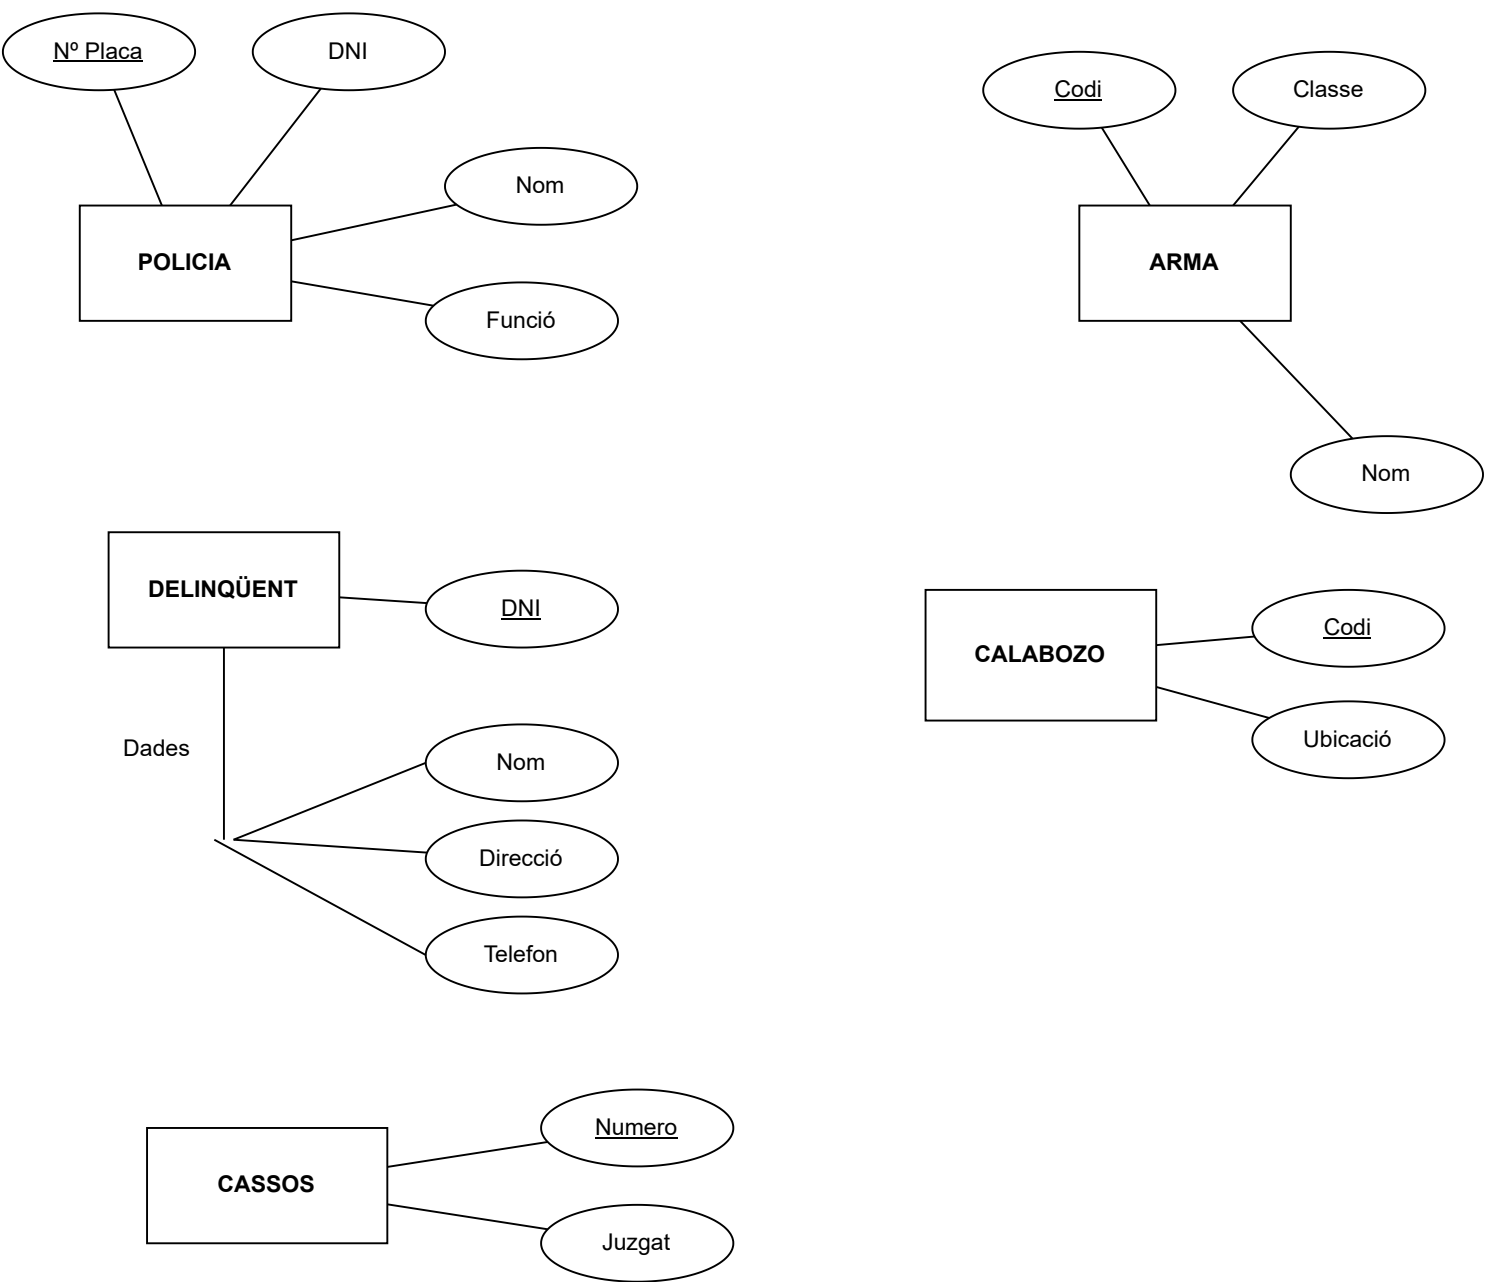 Nº Placa
DNI
Codi
Classe
Nom
POLICIA
ARMA
Funció
Nom
DELINQÜENT
DNI
CALABOZO
Codi
Ubicació
Dades
Nom
Direcció
Telefon
Numero
CASSOS
Juzgat